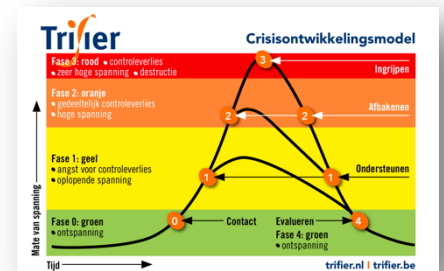 Trifier
Crisisontwikkelingsmodel
Fase 3: rood • controleverlies
• zeer hoge spanning • destructie
3
Ingrijpen
Fase 2: oranje
• gedeeltelijk controleverlies
• hoge spanning
2
2
Afbakenen
Fase 1: geel
• angst voor controleverlies
• oplopende spanning
1
1
Ondersteunen
Fase 0: groen
• ontspanning
0
Contact
Evalueren
4
Fase 4: groen
• ontspanning
Mate van spanning
Tijd
trifier.nl | trifier.be